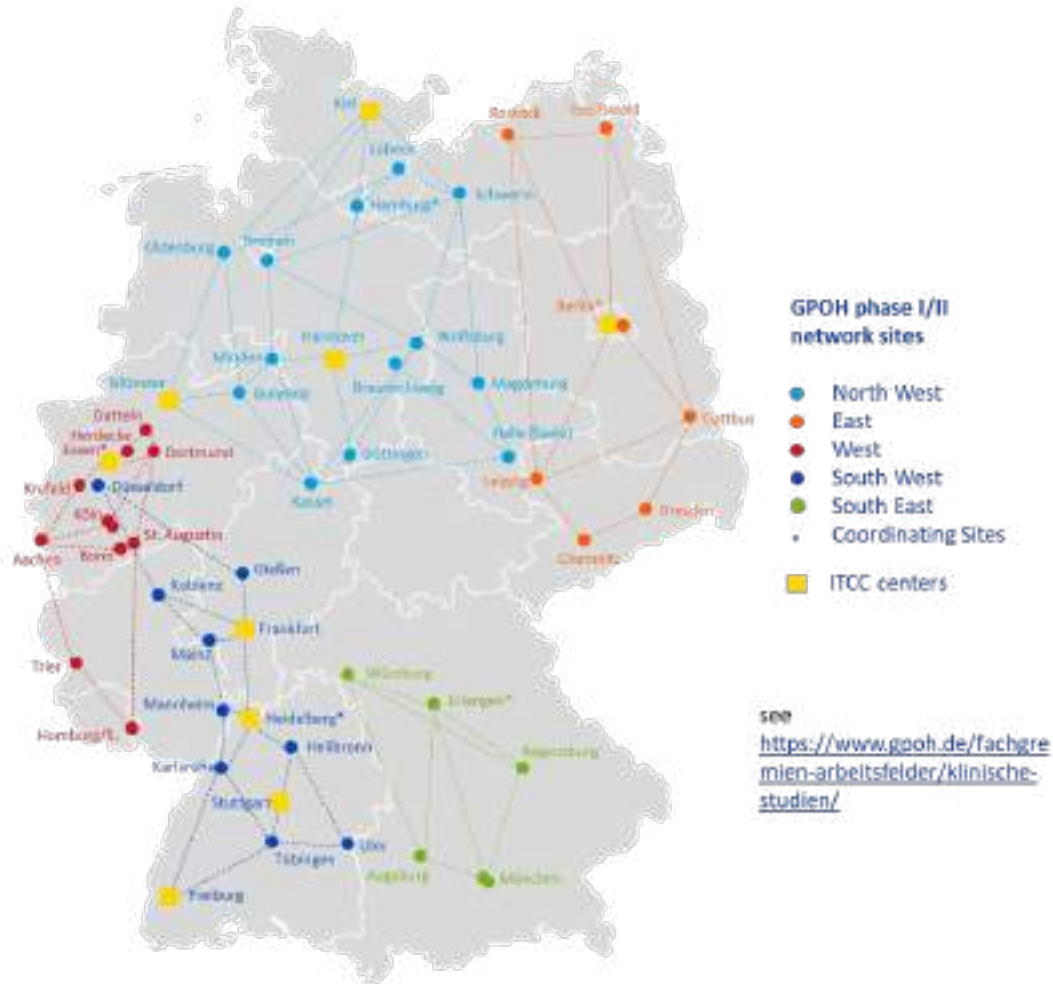 Kiel
Rostock
Lübeck
Hamburg*
Schwerin
Oldenburg
Bremen
Berlin*
Hannover
Wolfsburg
Minden
Braunschweig
Magdeburg
Münster
Datteln
Herdecke
Essen*
Dortmund
Göttingen
Halle (Saale)
Cottbus
Krefeld
Düsseldorf
Kassel
Leipzig
Köln
Dresden
St. Augustin
Aachen
Bonn
Chemnitz
Koblenz
Gießen
Frankfurt
Mainz
Trier
Würzburg
Erlangen*
Mannheim
Heidelberg*
Homburg/S.
Heilbronn
Regensburg
Karlsruhe
Stuttgart
Tübingen
Ulm
Augsburg
München
Freiburg
GPOH phase I/II
network sites
North West
East
West
South West
South East
* Coordinating Sites
ITCC centers
see
https://www.gpoh.de/fachgre
mien-arbeitsfelder/klinische-
studien/